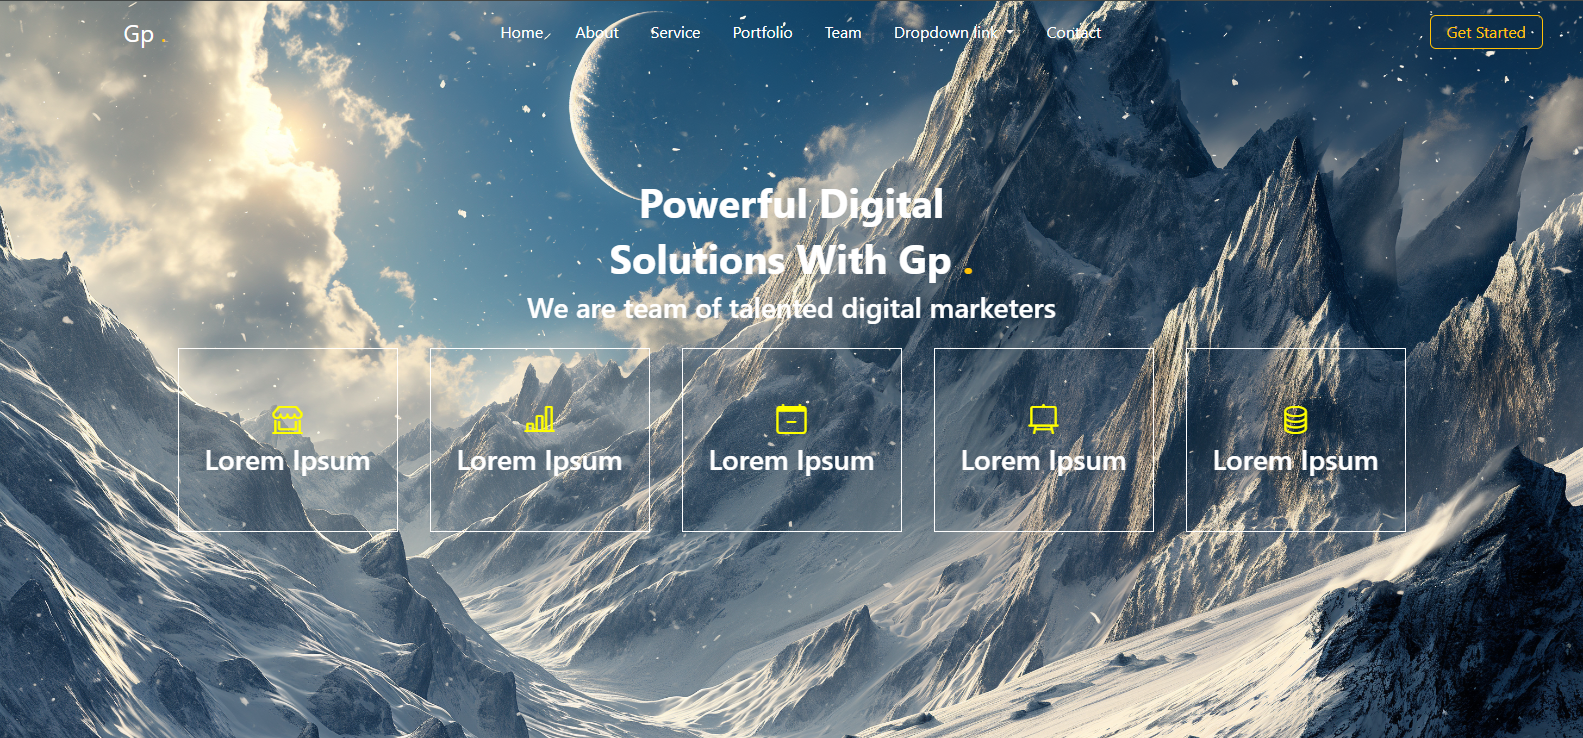 Gp .
Home About Service Portfolio Team Dropdown link Contact
Get Started
Powerful Digital
Solutions With Gp .
We are team of talented digital marketers
Lorem Ipsum
Lorem Ipsum
Lorem Ipsum
Lorem Ipsum
Lorem Ipsum